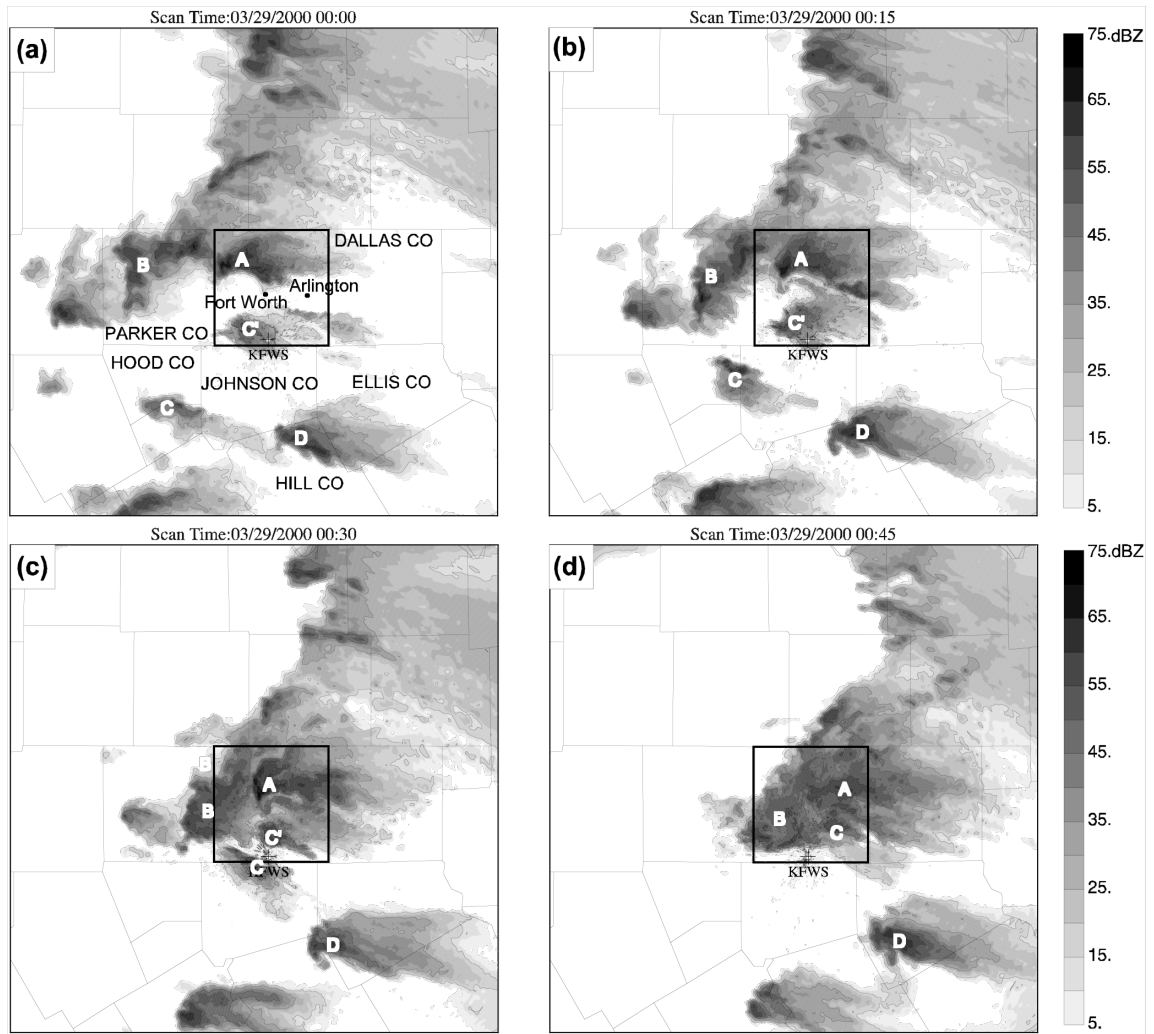 Scan Time:03/29/2000 00:00
(a)
DALLAS CO
A
B
Arlington
Fort Worth
C'
PARKER CO
KFWS
HOOD CO
JOHNSON CO
ELLIS CO
C
D
HILL CO
Scan Time:03/29/2000 00:15
(b)
A
B
C'
KFWS
C
D
75.dBZ
65.
55.
45.
35.
25.
15.
5.
Scan Time:03/29/2000 00:30
(c)
A
B
C'
C
KFWS
D
Scan Time:03/29/2000 00:45
(d)
A
B
C
KFWS
D
75.dBZ
65.
55.
45.
35.
25.
15.
5.